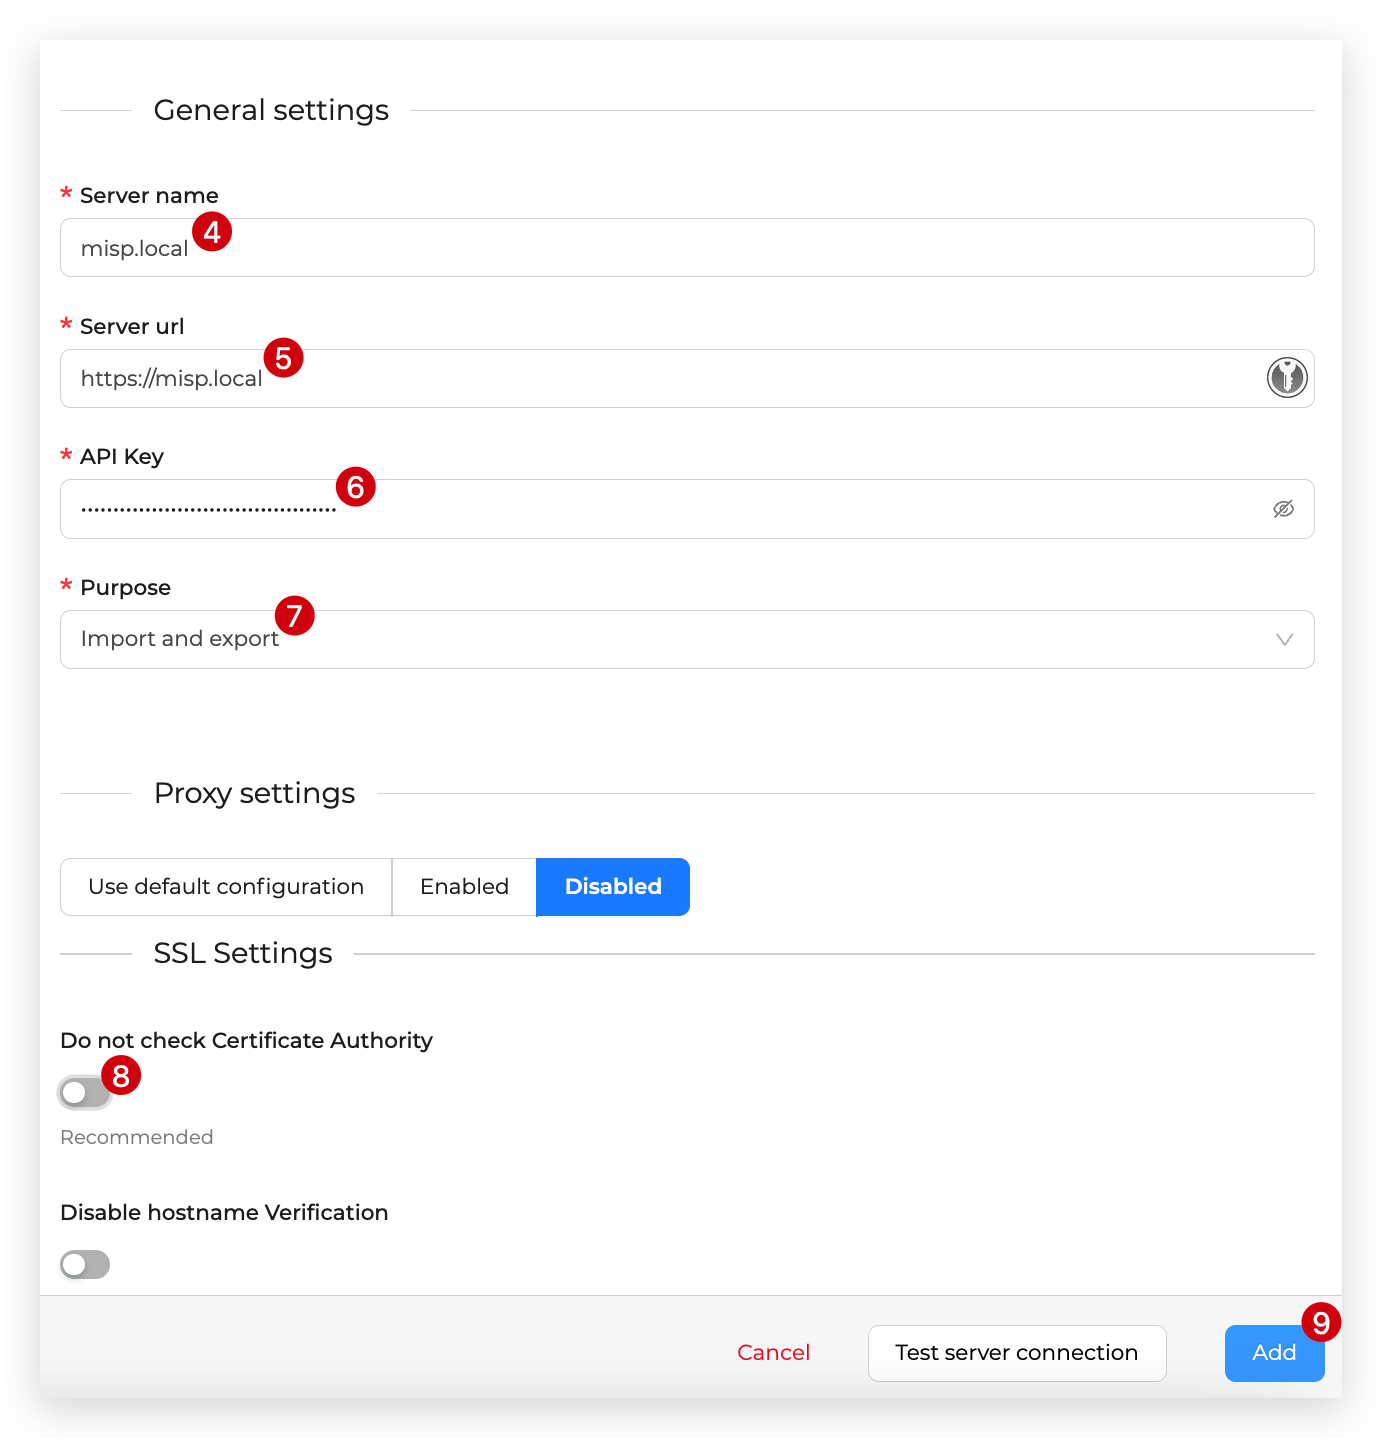 General settings
* Server name
misp.local 4
* Server url
https://misp.local 5
* API Key
6
* Purpose
Import and export 7
Proxy settings
Use default configuration Enabled Disabled
SSL Settings
Do not check Certificate Authority
8
Recommended
Disable hostname Verification
Cancel Test server connection Add 9